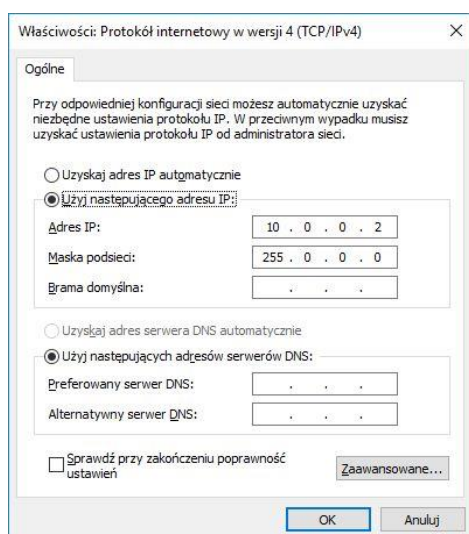 Właściwości: Protokół internetowy w wersji 4 (TCP/IPv4)
Ogólne
Przy odpowiedniej konfiguracji sieci możesz automatycznie uzyskać
niezbędne ustawienia protokołu IP. W przeciwnym wypadku musisz
uzyskać ustawienia protokołu IP od administratora sieci.
Uzyskaj adres IP automatycznie
Użyj następującego adresu IP:
Adres IP: 10 . 0 . 0 . 2
Maska podsieci: 255 . 0 . 0 . 0
Brama domyślna: . . .
Uzyskaj adres serwera DNS automatycznie
Użyj następujących adresów serwerów DNS:
Preferowany serwer DNS: . . .
Alternatywny serwer DNS: . . .
Sprawdź przy zakończeniu poprawność
ustawień
Zaawansowane...
OK Anuluj